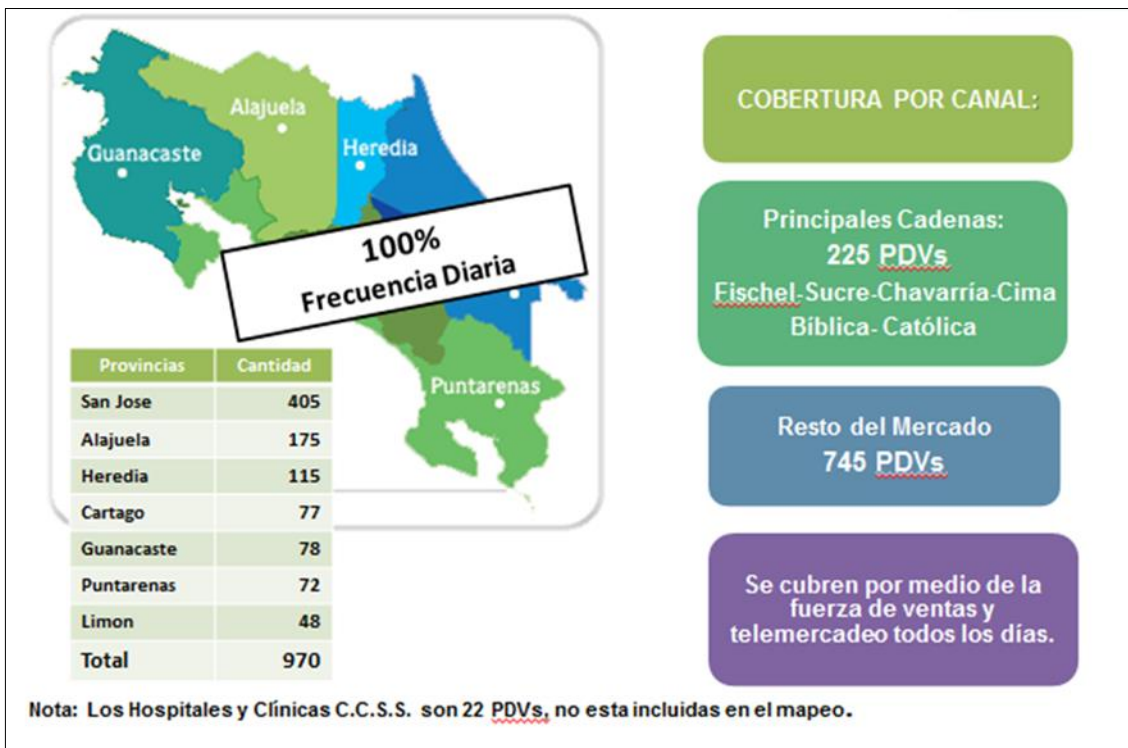 Alajuela
Guanacaste
Heredia
100%
Frecuencia Diaria
Puntarenas
Provincias Cantidad
San Jose 405
Alajuela 175
Heredia 115
Cartago 77
Guanacaste 78
Puntarenas 72
Limon 48
Total 970
COBERTURA POR CANAL:
Principales Cadenas:
225 PDVs
Fischel-Sucre-Chavarría-Cima
Bíblica- Católica
Resto del Mercado
745 PDVs
Se cubren por medio de la
fuerza de ventas y
telemercadeo todos los días.
Nota: Los Hospitales y Clínicas C.C.S.S. son 22 PDVs, no esta incluidas en el mapeo.